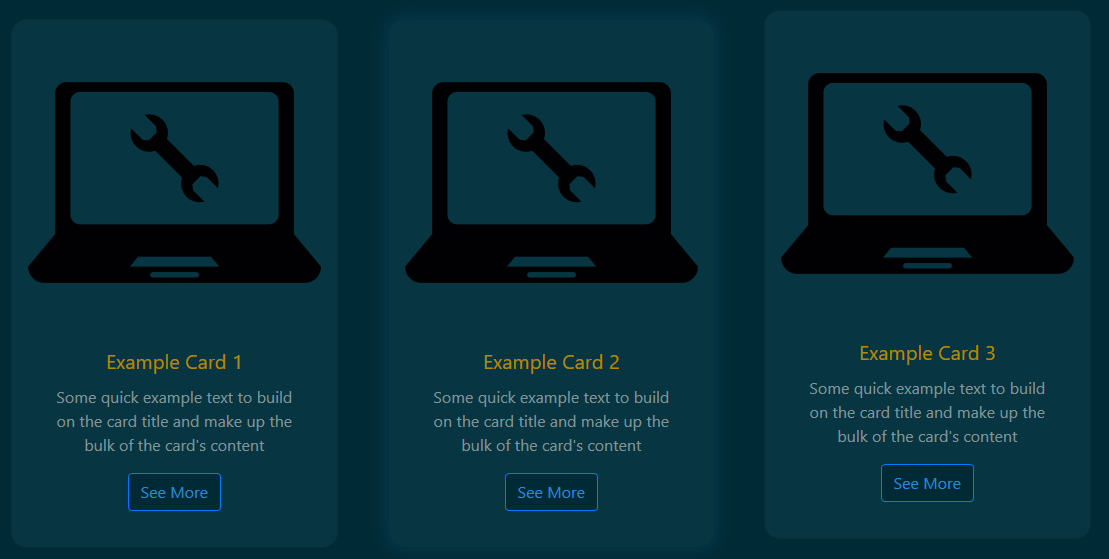 Example Card 1
Some quick example text to build
on the card title and make up the
bulk of the card's content
See More
Example Card 2
Some quick example text to build
on the card title and make up the
bulk of the card's content
See More
Example Card 3
Some quick example text to build
on the card title and make up the
bulk of the card's content
See More